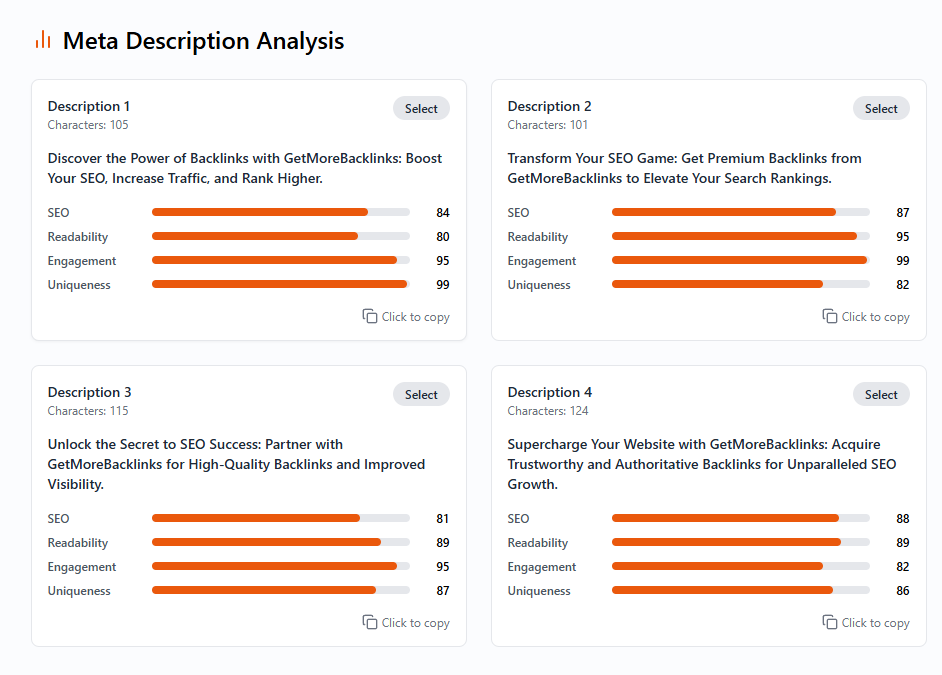 Meta Description Analysis
Description 1
Select
Characters: 105
Discover the Power of Backlinks with GetMoreBacklinks: Boost
Your SEO, Increase Traffic, and Rank Higher.
SEO 84
Readability 80
Engagement 95
Uniqueness 99
Click to copy
Description 2
Select
Characters: 101
Transform Your SEO Game: Get Premium Backlinks from
GetMoreBacklinks to Elevate Your Search Rankings.
SEO 87
Readability 95
Engagement 99
Uniqueness 82
Click to copy
Description 3
Select
Characters: 115
Unlock the Secret to SEO Success: Partner with
GetMoreBacklinks for High-Quality Backlinks and Improved
Visibility.
SEO 81
Readability 89
Engagement 95
Uniqueness 87
Click to copy
Description 4
Select
Characters: 124
Supercharge Your Website with GetMoreBacklinks: Acquire
Trustworthy and Authoritative Backlinks for Unparalleled SEO
Growth.
SEO 88
Readability 89
Engagement 82
Uniqueness 86
Click to copy